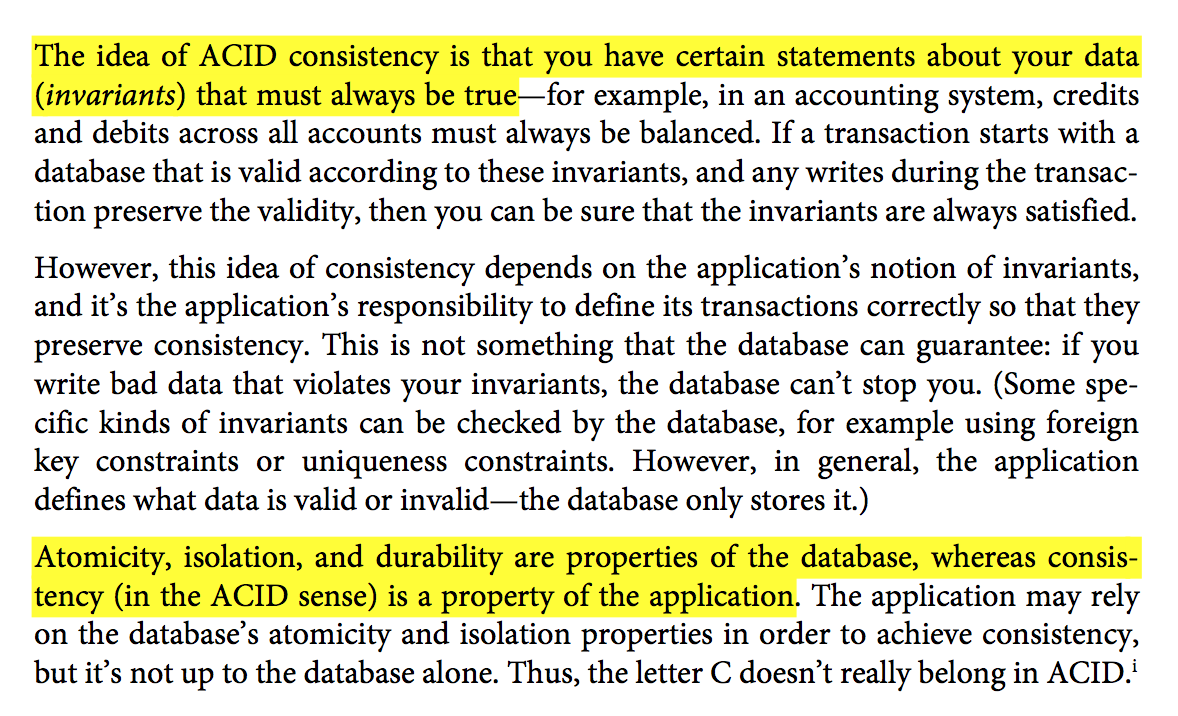 The idea of ACID consistency is that you have certain statements about your data
(invariants) that must always be true—for example, in an accounting system, credits
and debits across all accounts must always be balanced. If a transaction starts with a
database that is valid according to these invariants, and any writes during the transac-
tion preserve the validity, then you can be sure that the invariants are always satisfied.
However, this idea of consistency depends on the application’s notion of invariants,
and it’s the application’s responsibility to define its transactions correctly so that they
preserve consistency. This is not something that the database can guarantee: if you
write bad data that violates your invariants, the database can’t stop you. (Some spe-
cific kinds of invariants can be checked by the database, for example using foreign
key constraints or uniqueness constraints. However, in general, the application
defines what data is valid or invalid—the database only stores it.)
Atomicity, isolation, and durability are properties of the database, whereas consis-
tency (in the ACID sense) is a property of the application. The application may rely
on the database’s atomicity and isolation properties in order to achieve consistency,
but it’s not up to the database alone. Thus, the letter C doesn’t really belong in ACID.i